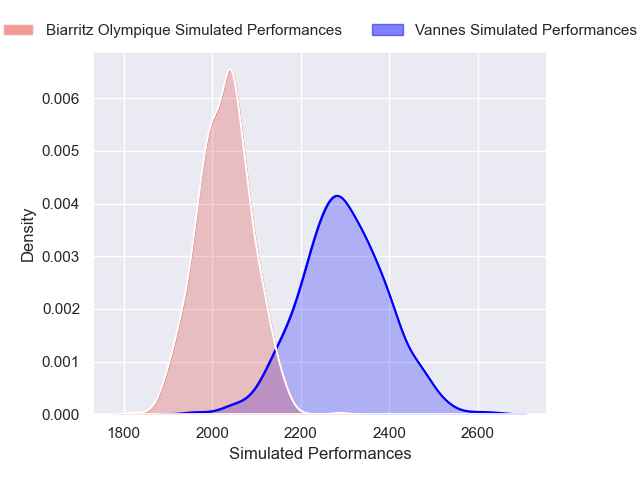 Biarritz Olympique Simulated Performances Vannes Simulated Performances
0.006
0.005
0.004
0.003
0.002
0.001
0.000
Density
1800 2000 2200 2400 2600
Simulated Performances